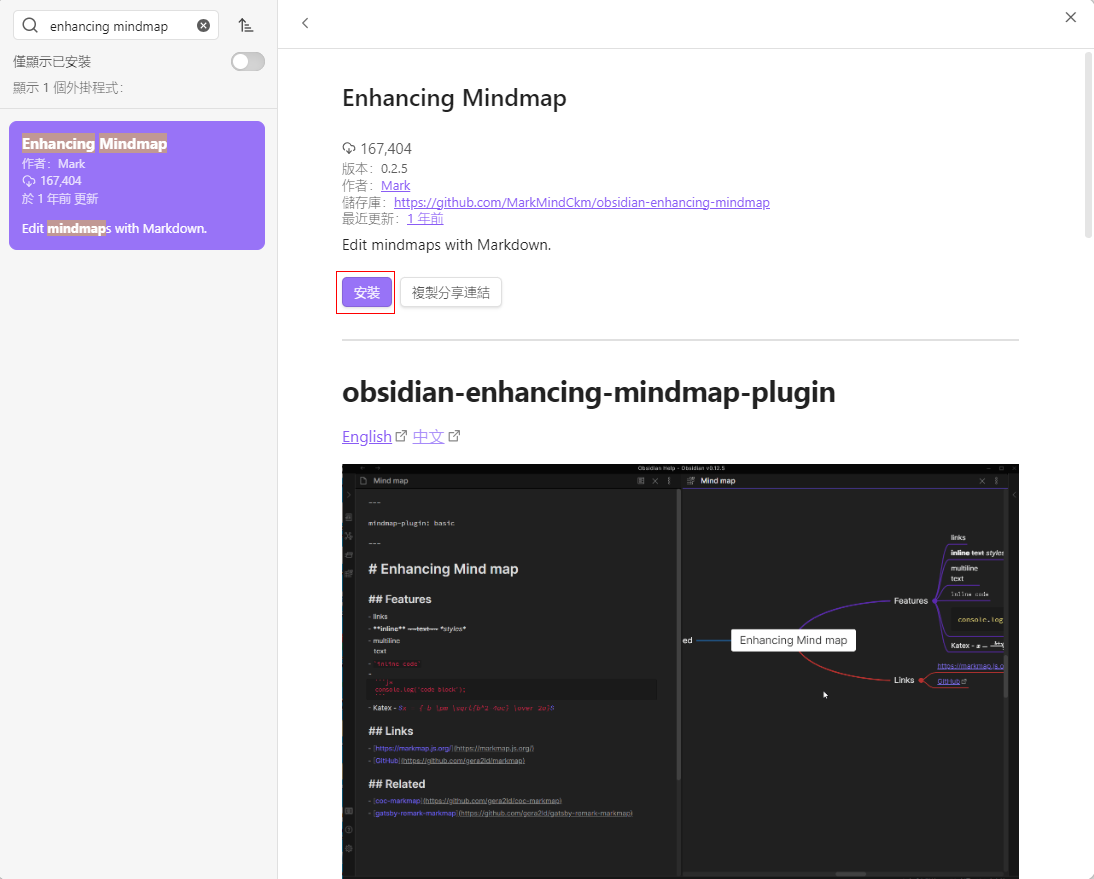 enhancing mindmap
僅顯示已安裝
顯示 1 個外掛程式:
Enhancing Mindmap
作者: Mark
167,404
於 1 年前 更新
Edit mindmaps with Markdown.
Enhancing Mindmap
167,404
版本: 0.2.5
作者: Mark
儲存庫: https://github.com/MarkMindCkm/obsidian-enhancing-mindmap
最近更新: 1 年前
Edit mindmaps with Markdown.
安裝 複製分享連結
obsidian-enhancing-mindmap-plugin
English 中文
Obsidian Help - Obsidian v0.12.5
Mind map
---
mindmap-plugin: basic
---
# Enhancing Mind map
## Features
- links
- **inline** ~~text~~ *styles*
- multiline
text
- `inline code`
-
```js
console.log('code block');
```
- Katex -
## Links
- [https://markmap.js.org/](https://markmap.js.org/)
- [GitHub](https://github.com/gera2ld/markmap)
## Related
- [coc-markmap](https://github.com/gera2ld/coc-markmap)
- [gatsby-remark-markmap](https://github.com/gera2ld/gatsby-remark-markmap)
Mind map
links
inline text styles
multiline
text
inline code
console.log
Katex -
Features
ed
Enhancing Mind map
Links
https://markmap.js.o
GitHub